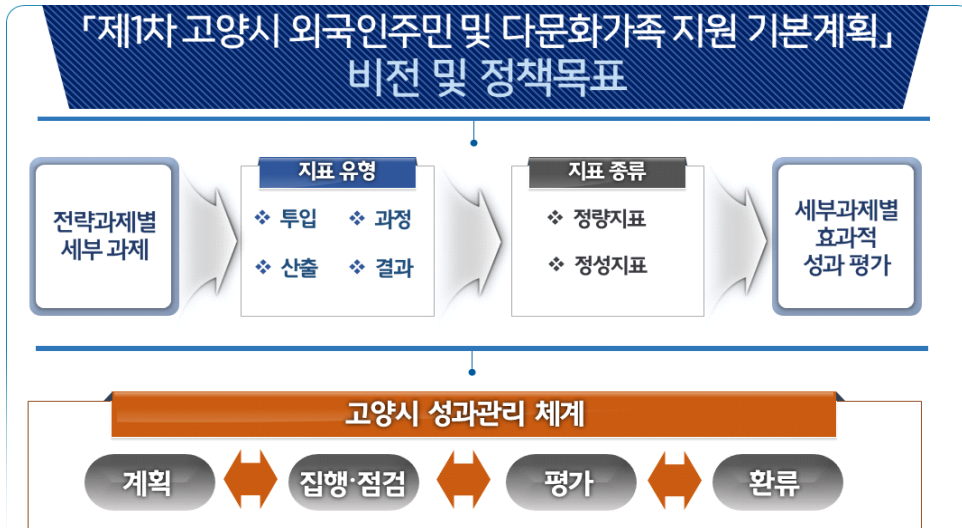 「제1차 고양시 외국인주민 및 다문화가족 지원 기본계획」
비전 및 정책목표
전략과제별
세부 과제
지표 유형
❖ 투입 ❖ 과정
❖ 산출 ❖ 결과
지표 종류
❖ 정량지표
❖ 정성지표
세부과제별
효과적
성과 평가
고양시 성과관리 체계
계획 집행·점검 평가 환류